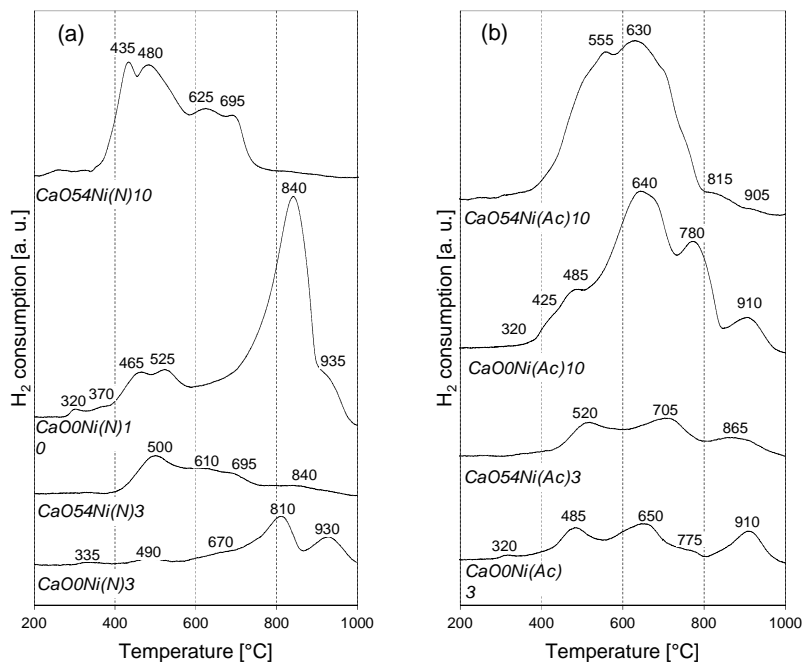 (a)
435
480
625
695
CaO54Ni(N)10
840
320
370
465
525
935
CaO0Ni(N)1
0
500
610
695
840
CaO54Ni(N)3
335
490
670
810
930
CaO0Ni(N)3
200 400 600 800 1000
Temperature [°C]
H2 consumption [a. u.]
(b)
555
630
815
905
CaO54Ni(Ac)10
320
425
485
640
780
910
CaO0Ni(Ac)10
520
705
865
CaO54Ni(Ac)3
320
485
650
775
910
CaO0Ni(Ac)
3
200 400 600 800 1000
Temperature [°C]
H2 consumption [a. u.]